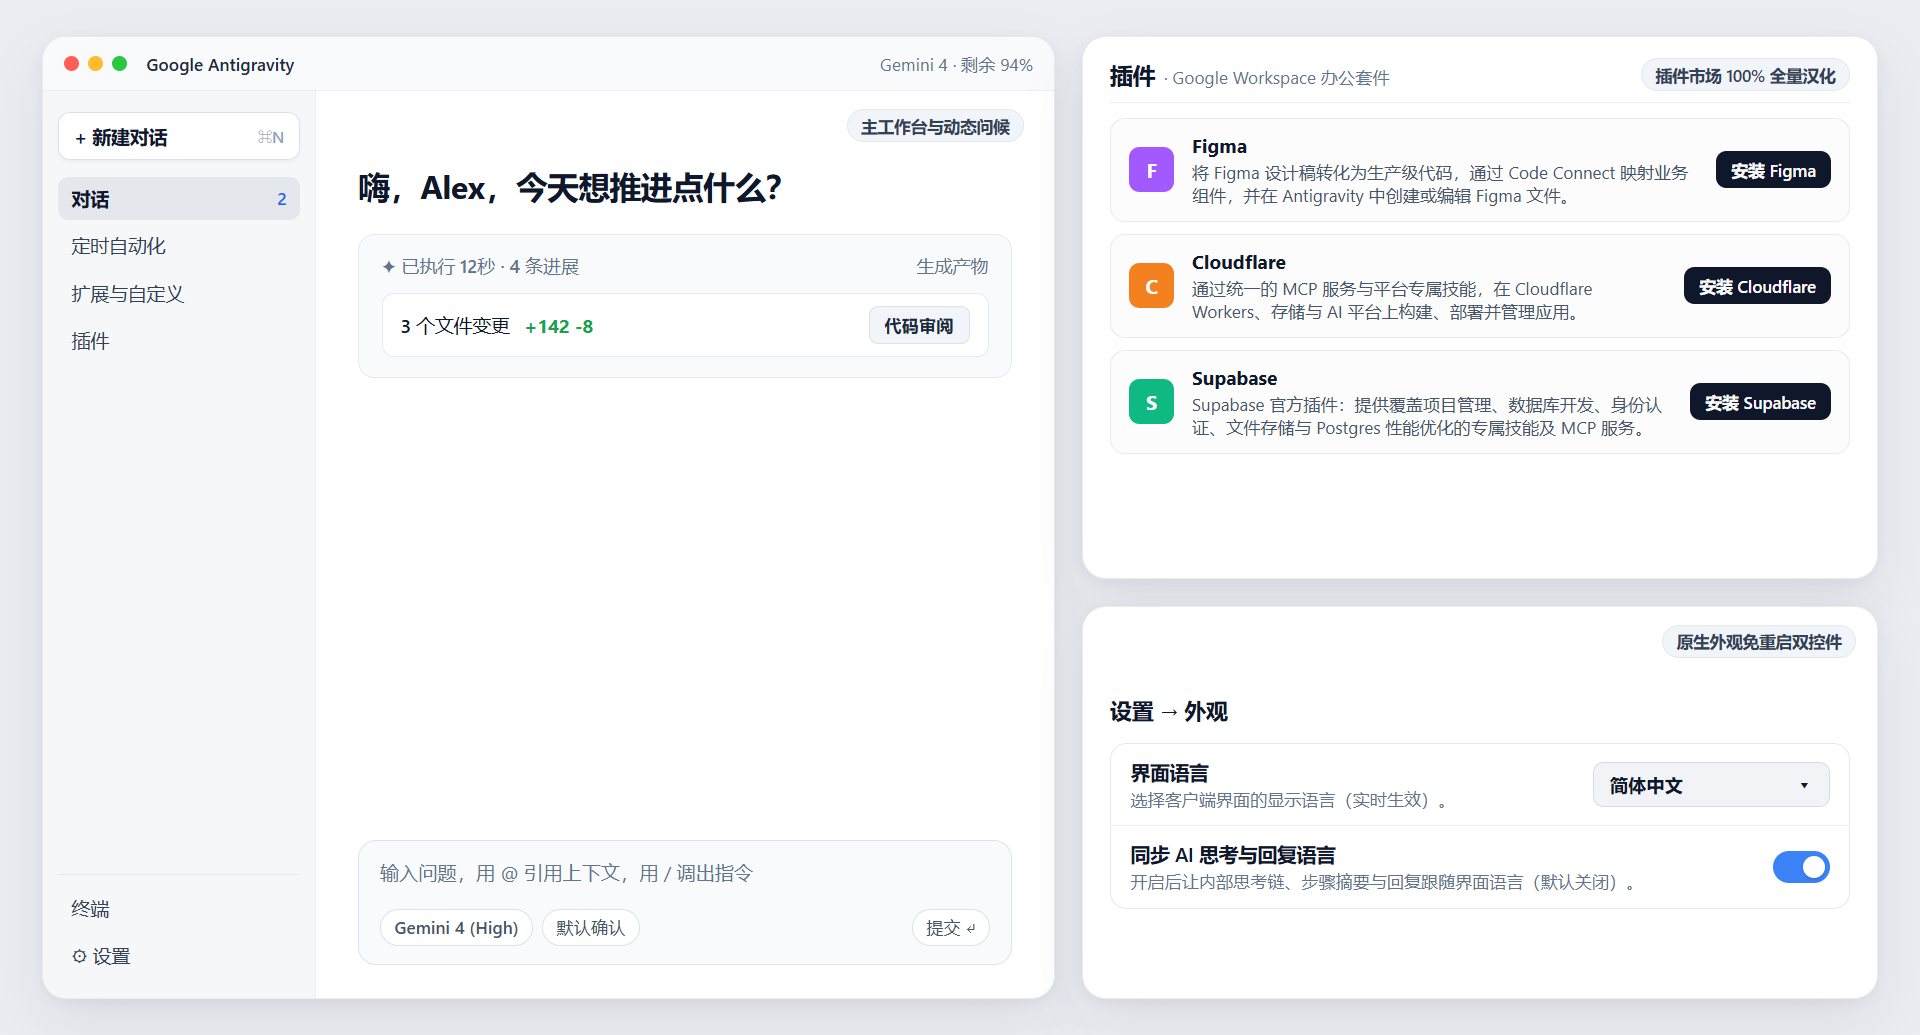 Google Antigravity
Gemini 4 · 剩余 94%
+ 新建对话 ⌘N
对话 2
定时自动化
扩展与自定义
插件
终端
⚙ 设置
主工作台与动态问候
嗨，Alex，今天想推进点什么？
✦ 已执行 12秒 · 4 条进展
生成产物
3 个文件变更 +142 -8
代码审阅
输入问题，用 @ 引用上下文，用 / 调出指令
Gemini 4 (High)
默认确认
提交 ↲
插件 · Google Workspace 办公套件
插件市场 100% 全量汉化
F
Figma
将 Figma 设计稿转化为生产级代码，通过 Code Connect 映射业务
组件，并在 Antigravity 中创建或编辑 Figma 文件。
安装 Figma
C
Cloudflare
通过统一的 MCP 服务与平台专属技能，在 Cloudflare
Workers、存储与 AI 平台上构建、部署并管理应用。
安装 Cloudflare
S
Supabase
Supabase 官方插件：提供覆盖项目管理、数据库开发、身份认
证、文件存储与 Postgres 性能优化的专属技能及 MCP 服务。
安装 Supabase
原生外观免重启双控件
设置 → 外观
界面语言
选择客户端界面的显示语言（实时生效）。
简体中文
同步 AI 思考与回复语言
开启后让内部思考链、步骤摘要与回复跟随界面语言（默认关闭）。